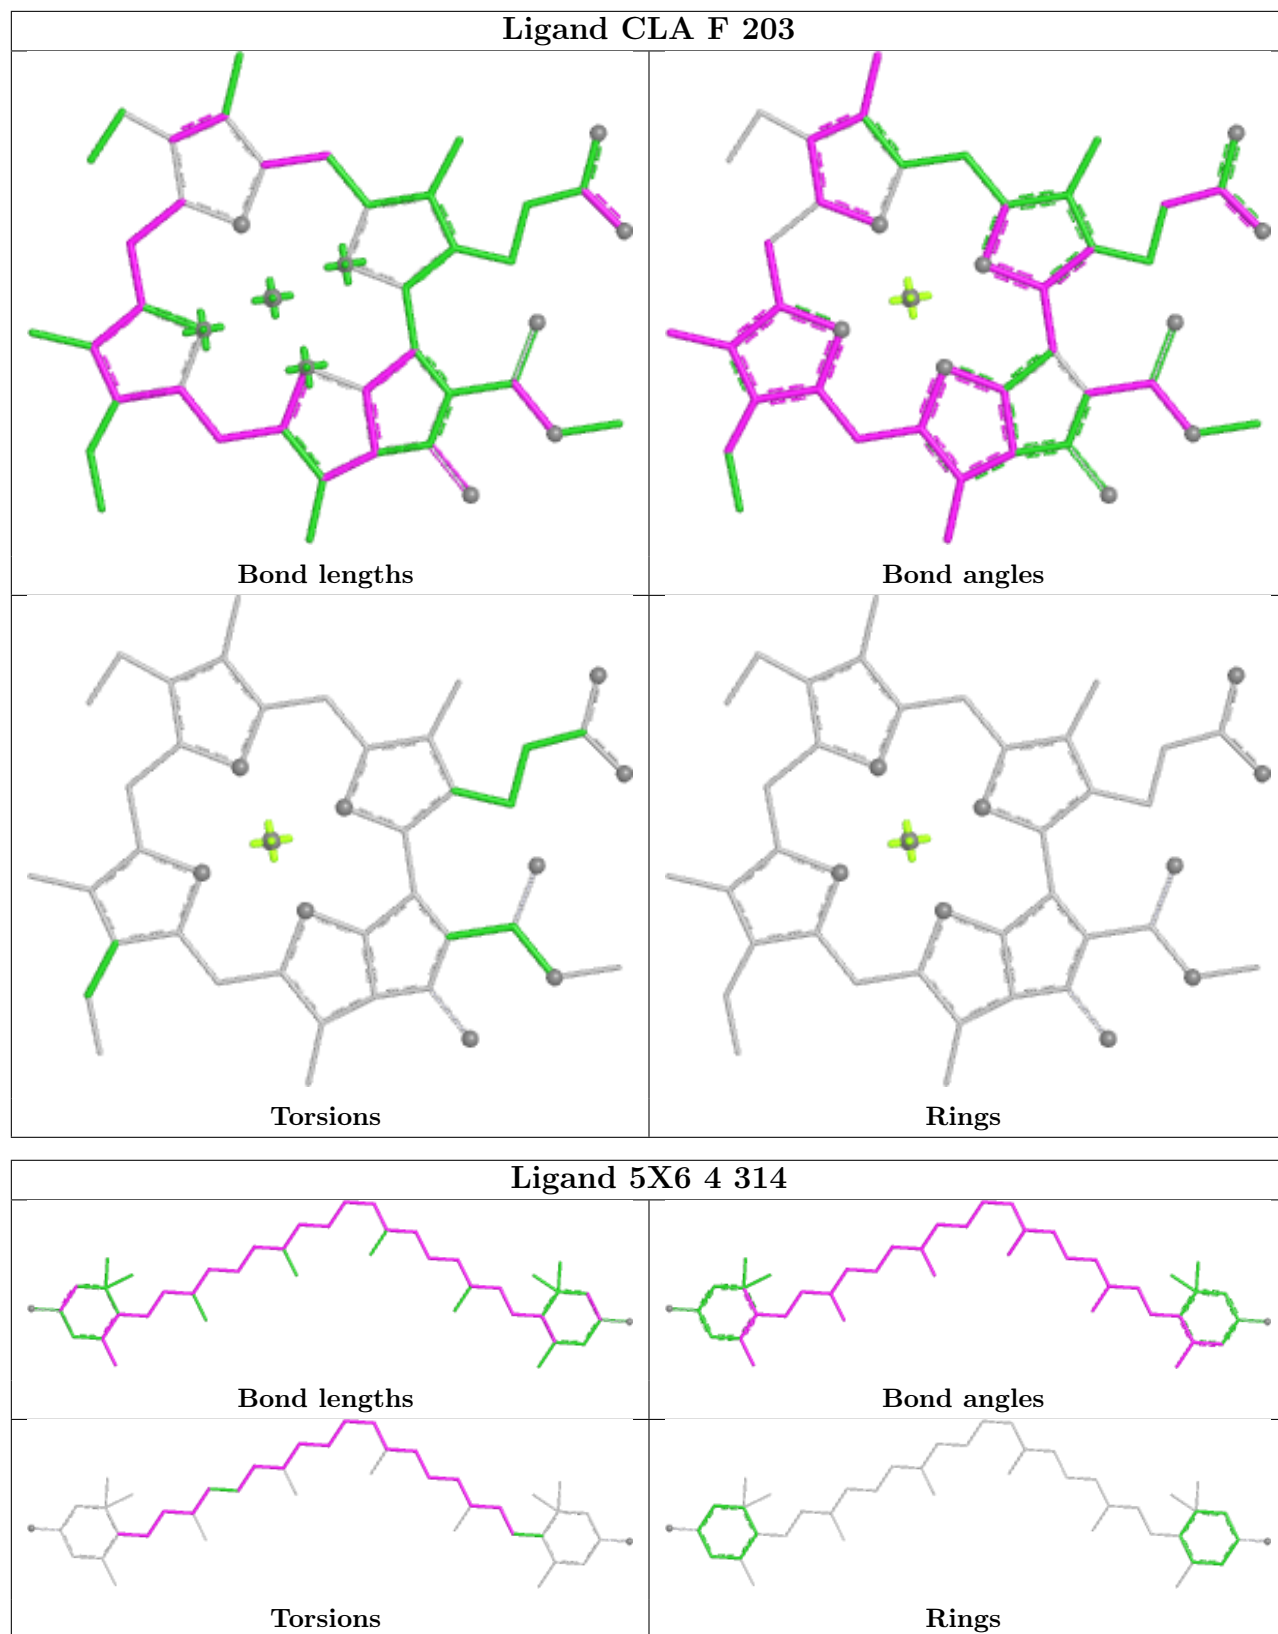 Ligand CLA F 203
Bond lengths
Bond angles
Torsions
Rings
Ligand 5X6 4 314
Bond lengths
Bond angles
Torsions
Rings